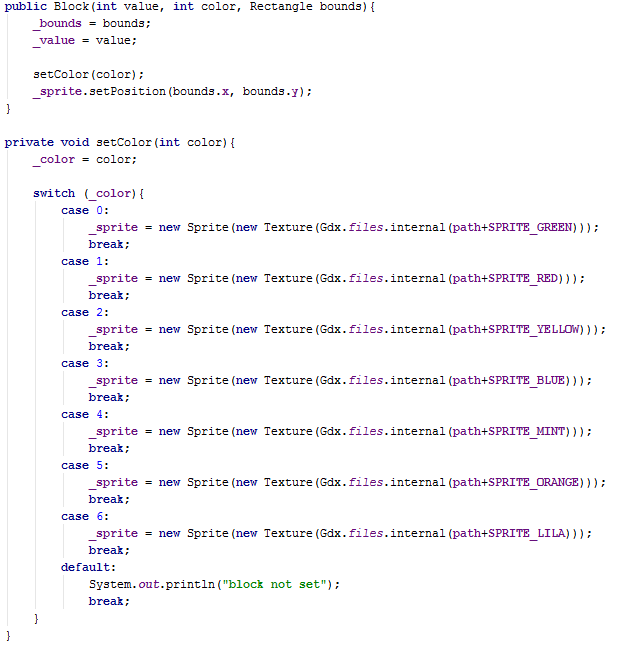 public Block(int value, int color, Rectangle bounds){
    _bounds = bounds;
    _value = value;

    setColor(color);
    _sprite.setPosition(bounds.x, bounds.y);
}

private void setColor(int color){
    _color = color;

    switch (_color){
        case 0:
            _sprite = new Sprite(new Texture(Gdx.files.internal(path+SPRITE_GREEN)));
            break;
        case 1:
            _sprite = new Sprite(new Texture(Gdx.files.internal(path+SPRITE_RED)));
            break;
        case 2:
            _sprite = new Sprite(new Texture(Gdx.files.internal(path+SPRITE_YELLOW)));
            break;
        case 3:
            _sprite = new Sprite(new Texture(Gdx.files.internal(path+SPRITE_BLUE)));
            break;
        case 4:
            _sprite = new Sprite(new Texture(Gdx.files.internal(path+SPRITE_MINT)));
            break;
        case 5:
            _sprite = new Sprite(new Texture(Gdx.files.internal(path+SPRITE_ORANGE)));
            break;
        case 6:
            _sprite = new Sprite(new Texture(Gdx.files.internal(path+SPRITE_LILA)));
            break;
        default:
            System.out.println("block not set");
            break;
    }
}